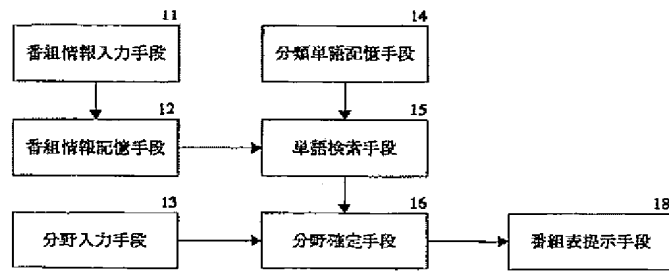 11
番組情報入力手段
14
分類単語記憶手段
12
番組情報記憶手段
15
単語検索手段
13
分野入力手段
16
分野確定手段
18
番組表提示手段